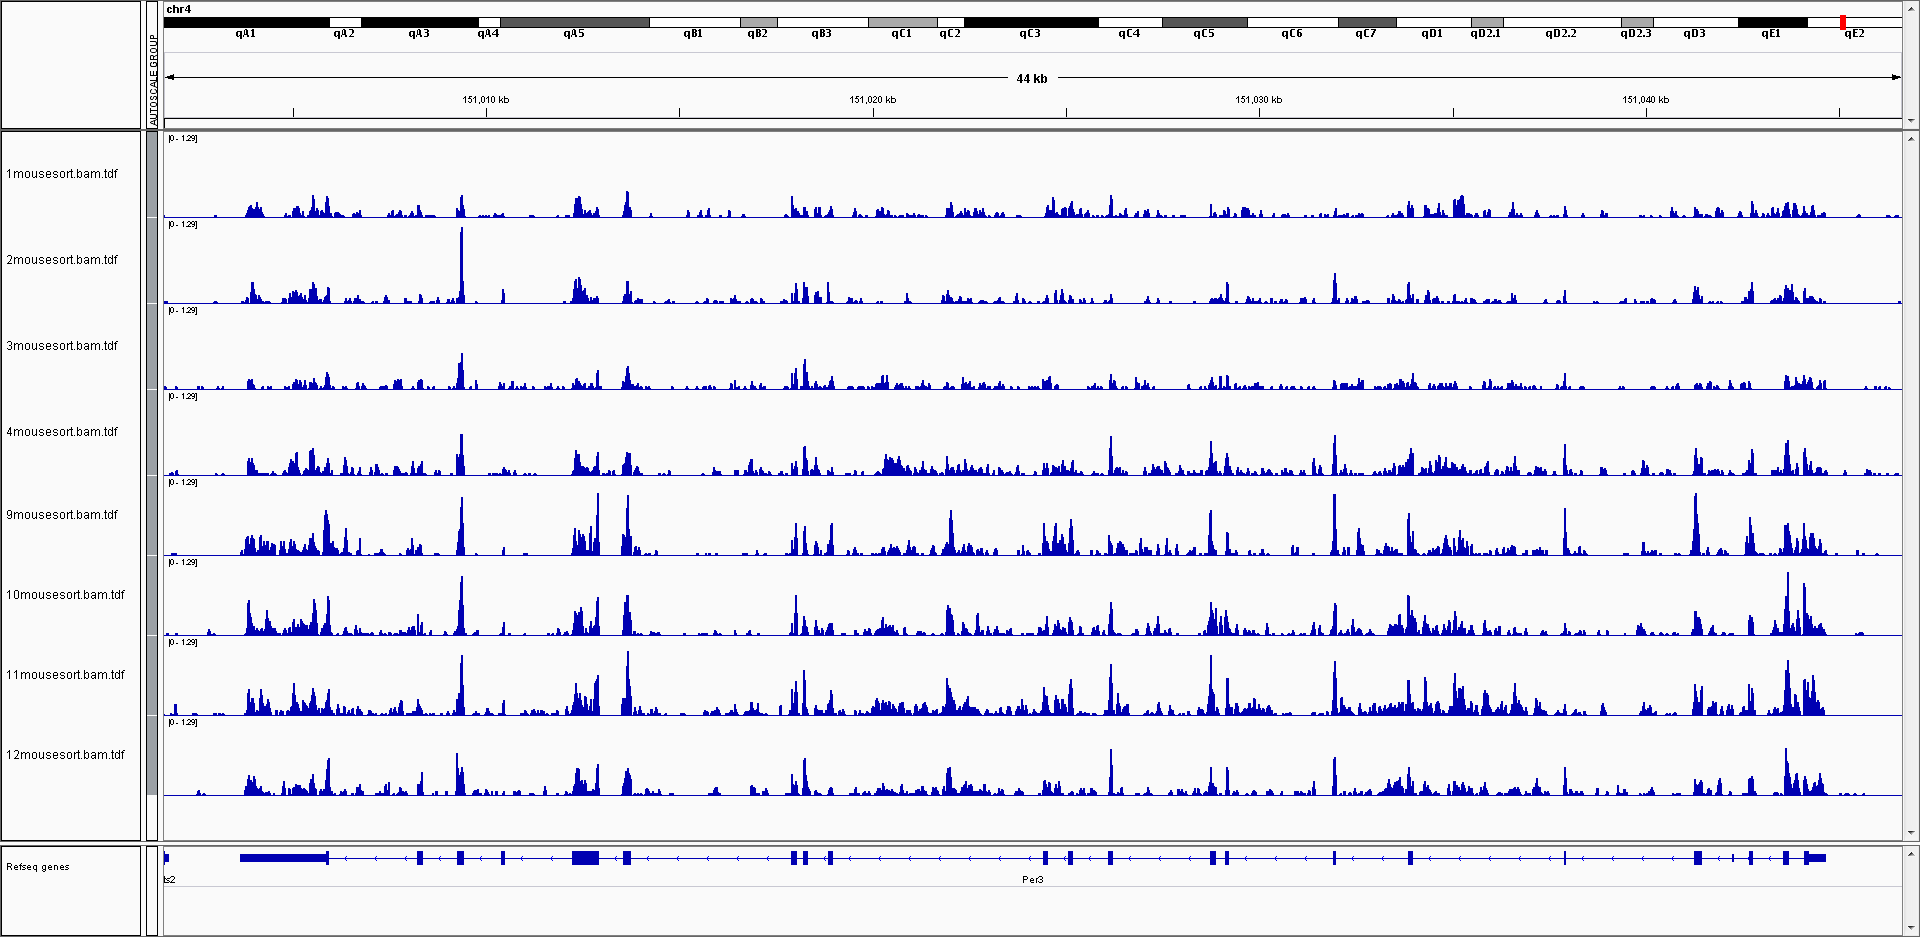 chr4
qA1 qA2 qA3 qA4 qA5 qB1 qB2 qB3 qC1 qC2 qC3 qC4 qC5 qC6 qC7 qD1 qD2.1 qD2.2 qD2.3 qD3 qE1 qE2
AUTOSCALE GROUP
44 kb
151,010 kb 151,020 kb 151,030 kb 151,040 kb
[0 - 129]
1mousesort.bam.tdf
[0 - 129]
2mousesort.bam.tdf
[0 - 129]
3mousesort.bam.tdf
[0 - 129]
4mousesort.bam.tdf
[0 - 129]
9mousesort.bam.tdf
[0 - 129]
10mousesort.bam.tdf
[0 - 129]
11mousesort.bam.tdf
[0 - 129]
12mousesort.bam.tdf
Refseq genes
ts2 Per3